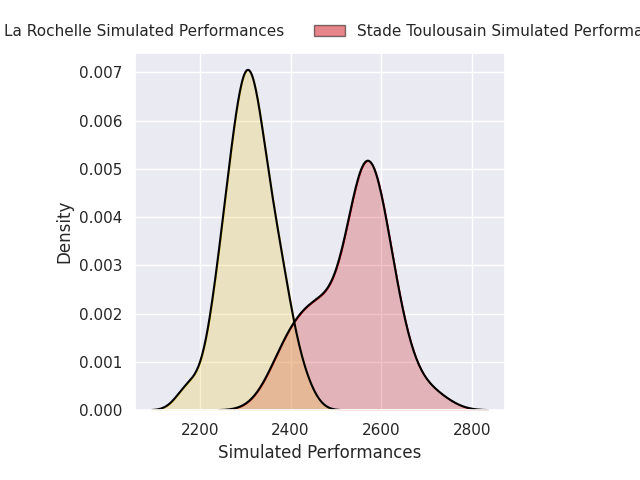 La Rochelle Simulated Performances
Stade Toulousain Simulated Performa
0.007
0.006
0.005
0.004
0.003
0.002
0.001
0.000
Density
2200 2400 2600 2800
Simulated Performances